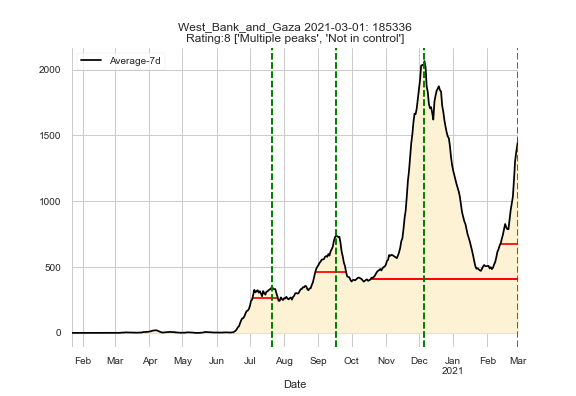 West_Bank_and_Gaza 2021-03-01: 185336
Rating:8 ['Multiple peaks', 'Not in control']
Average-7d
2000
1500
1000
500
0
Feb Mar Apr May Jun Jul Aug Sep Oct Nov Dec Jan Feb Mar
2021
Date